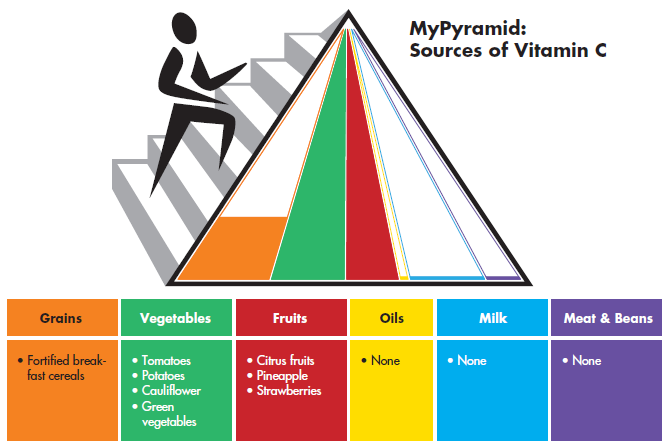 MyPyramid:
Sources of Vitamin C
Grains
Vegetables
Fruits
Oils
Milk
Meat & Beans
• Fortified break-
fast cereals
• Tomatoes
• Potatoes
• Cauliflower
• Green
vegetables
• Citrus fruits
• Pineapple
• Strawberries
• None
• None
• None